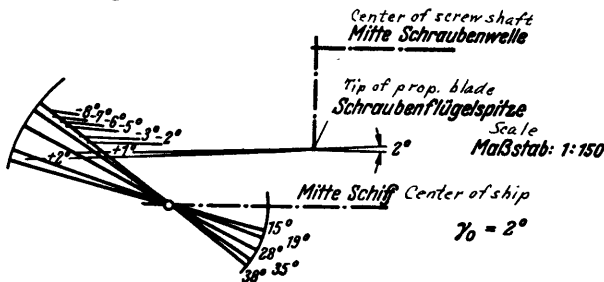 Center of screw shaft
Mitte Schraubenwelle
Tip of prop. blade
Schraubenflügelspitze
Scale
Maßstab: 1:150
-8°-7°-6°-5°
-3°-2°
+2° +1°
2°
Mitte Schiff Center of ship
15°
28° 19°
38° 35°
γ₀ = 2°